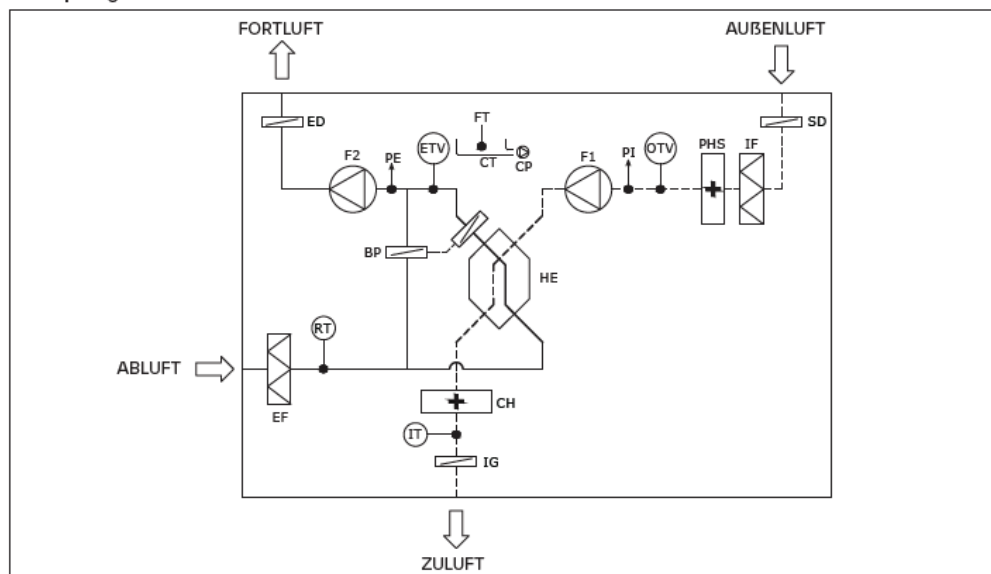 FORTLUFT
AUßENLUFT
ED
FT
SD
F2
PE
ETV
CT
CP
F1
PI
OTV
PHS
IF
BP
HE
RT
ABLUFT
EF
CH
IT
IG
ZULUFT